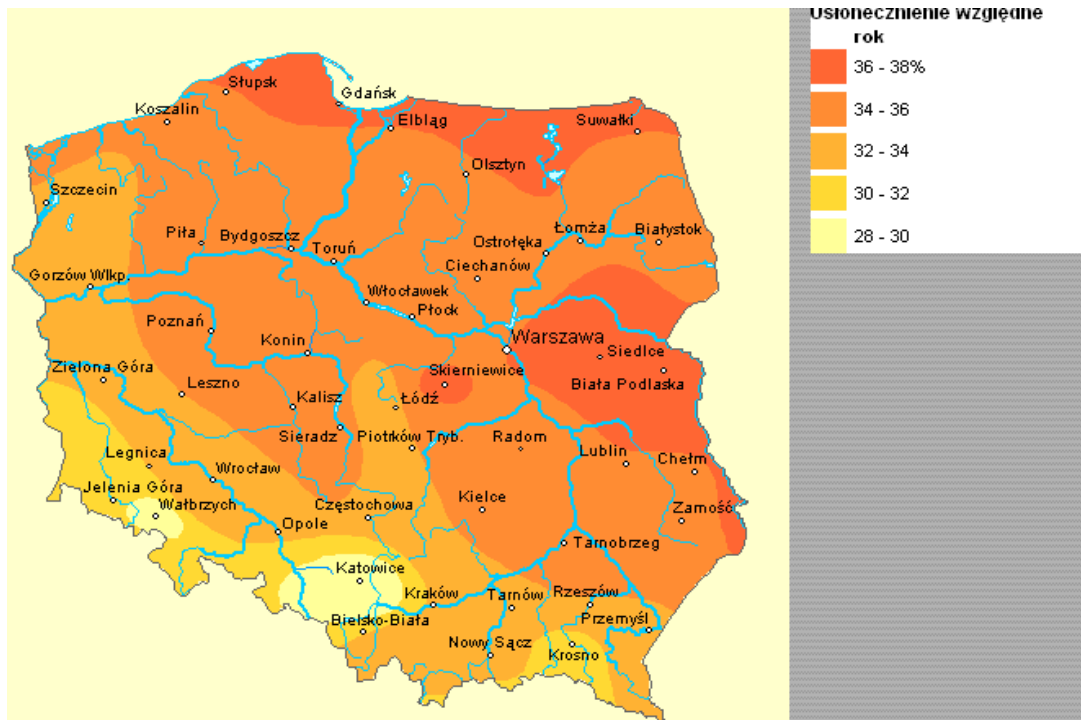 Usłonecznienie względne
rok
36 - 38%
34 - 36
32 - 34
30 - 32
28 - 30
Słupsk
Gdańsk
Koszalin
Elbląg
Suwałki
Olsztyn
Szczecin
Piła
Bydgoszcz
Toruń
Ostrołęka
Łomża
Białystok
Ciechanów
Gorzów Wlkp.
Włocławek
Płock
Poznań
Konin
Warszawa
Siedlce
Zielona Góra
Leszno
Kalisz
Skierniewice
Biała Podlaska
Łódź
Sieradz
Piotrków Tryb.
Radom
Lublin
Chełm
Legnica
Wrocław
Jelenia Góra
Wałbrzych
Częstochowa
Kielce
Zamość
Opole
Tarnobrzeg
Katowice
Kraków
Tarnów
Rzeszów
Bielsko-Biała
Przemyśl
Nowy Sącz
Krosno